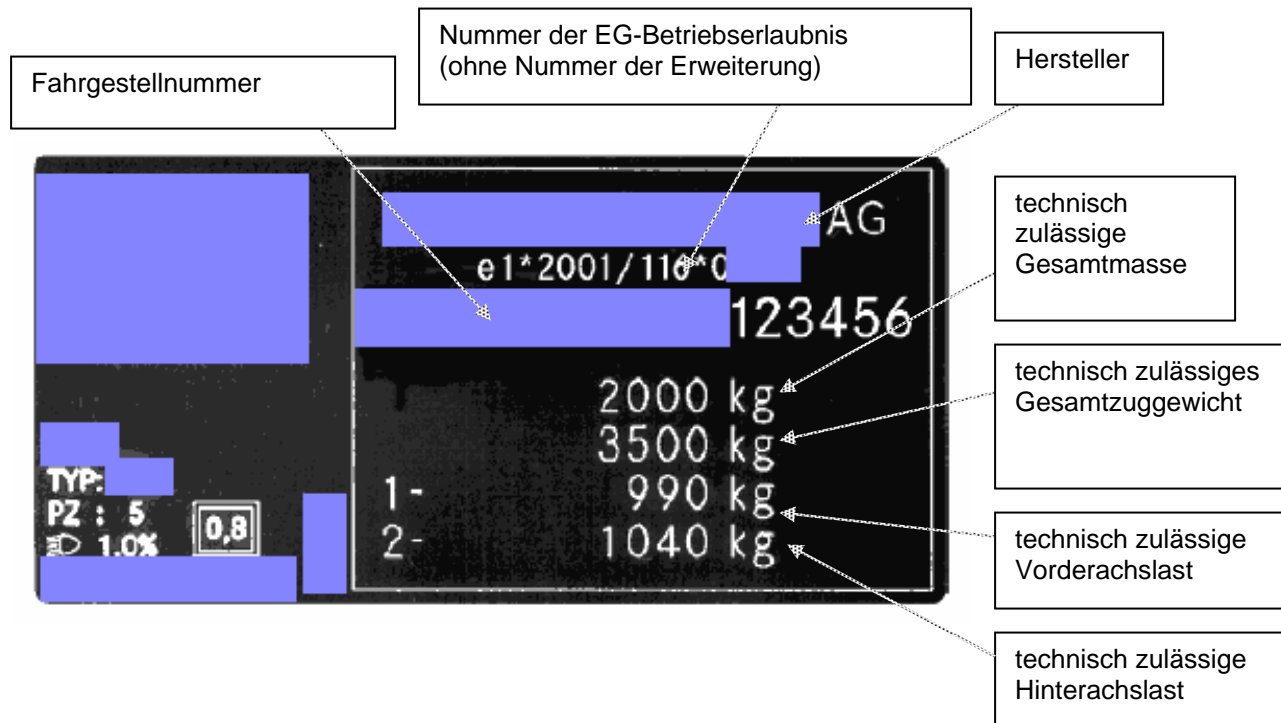 Nummer der EG-Betriebserlaubnis
(ohne Nummer der Erweiterung)
Hersteller
Fahrgestellnummer
AG
e1*2001/116*0
123456
2000 kg
3500 kg
1- 990 kg
2- 1040 kg
TYP:
PZ : 5
1.0%
0,8
technisch
zulässige
Gesamtmasse
technisch zulässiges
Gesamtzuggewicht
technisch zulässige
Vorderachslast
technisch zulässige
Hinterachslast